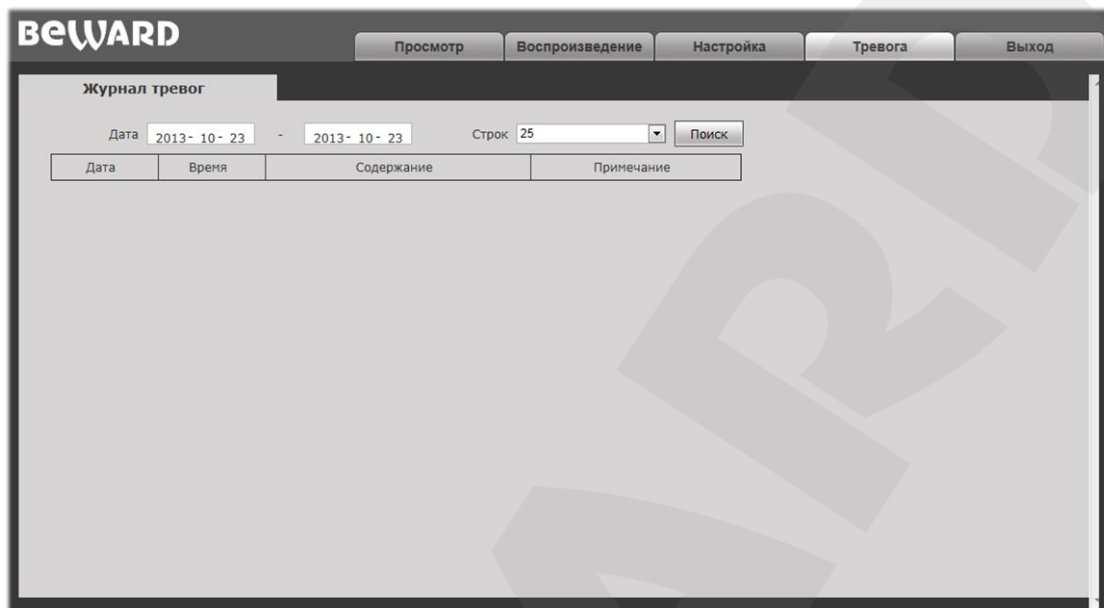 BEWARD
Просмотр Воспроизведение Настройка Тревога Выход
Журнал тревог
Дата 2013- 10- 23 - 2013- 10- 23 Строк 25 Поиск
Дата Время Содержание Примечание